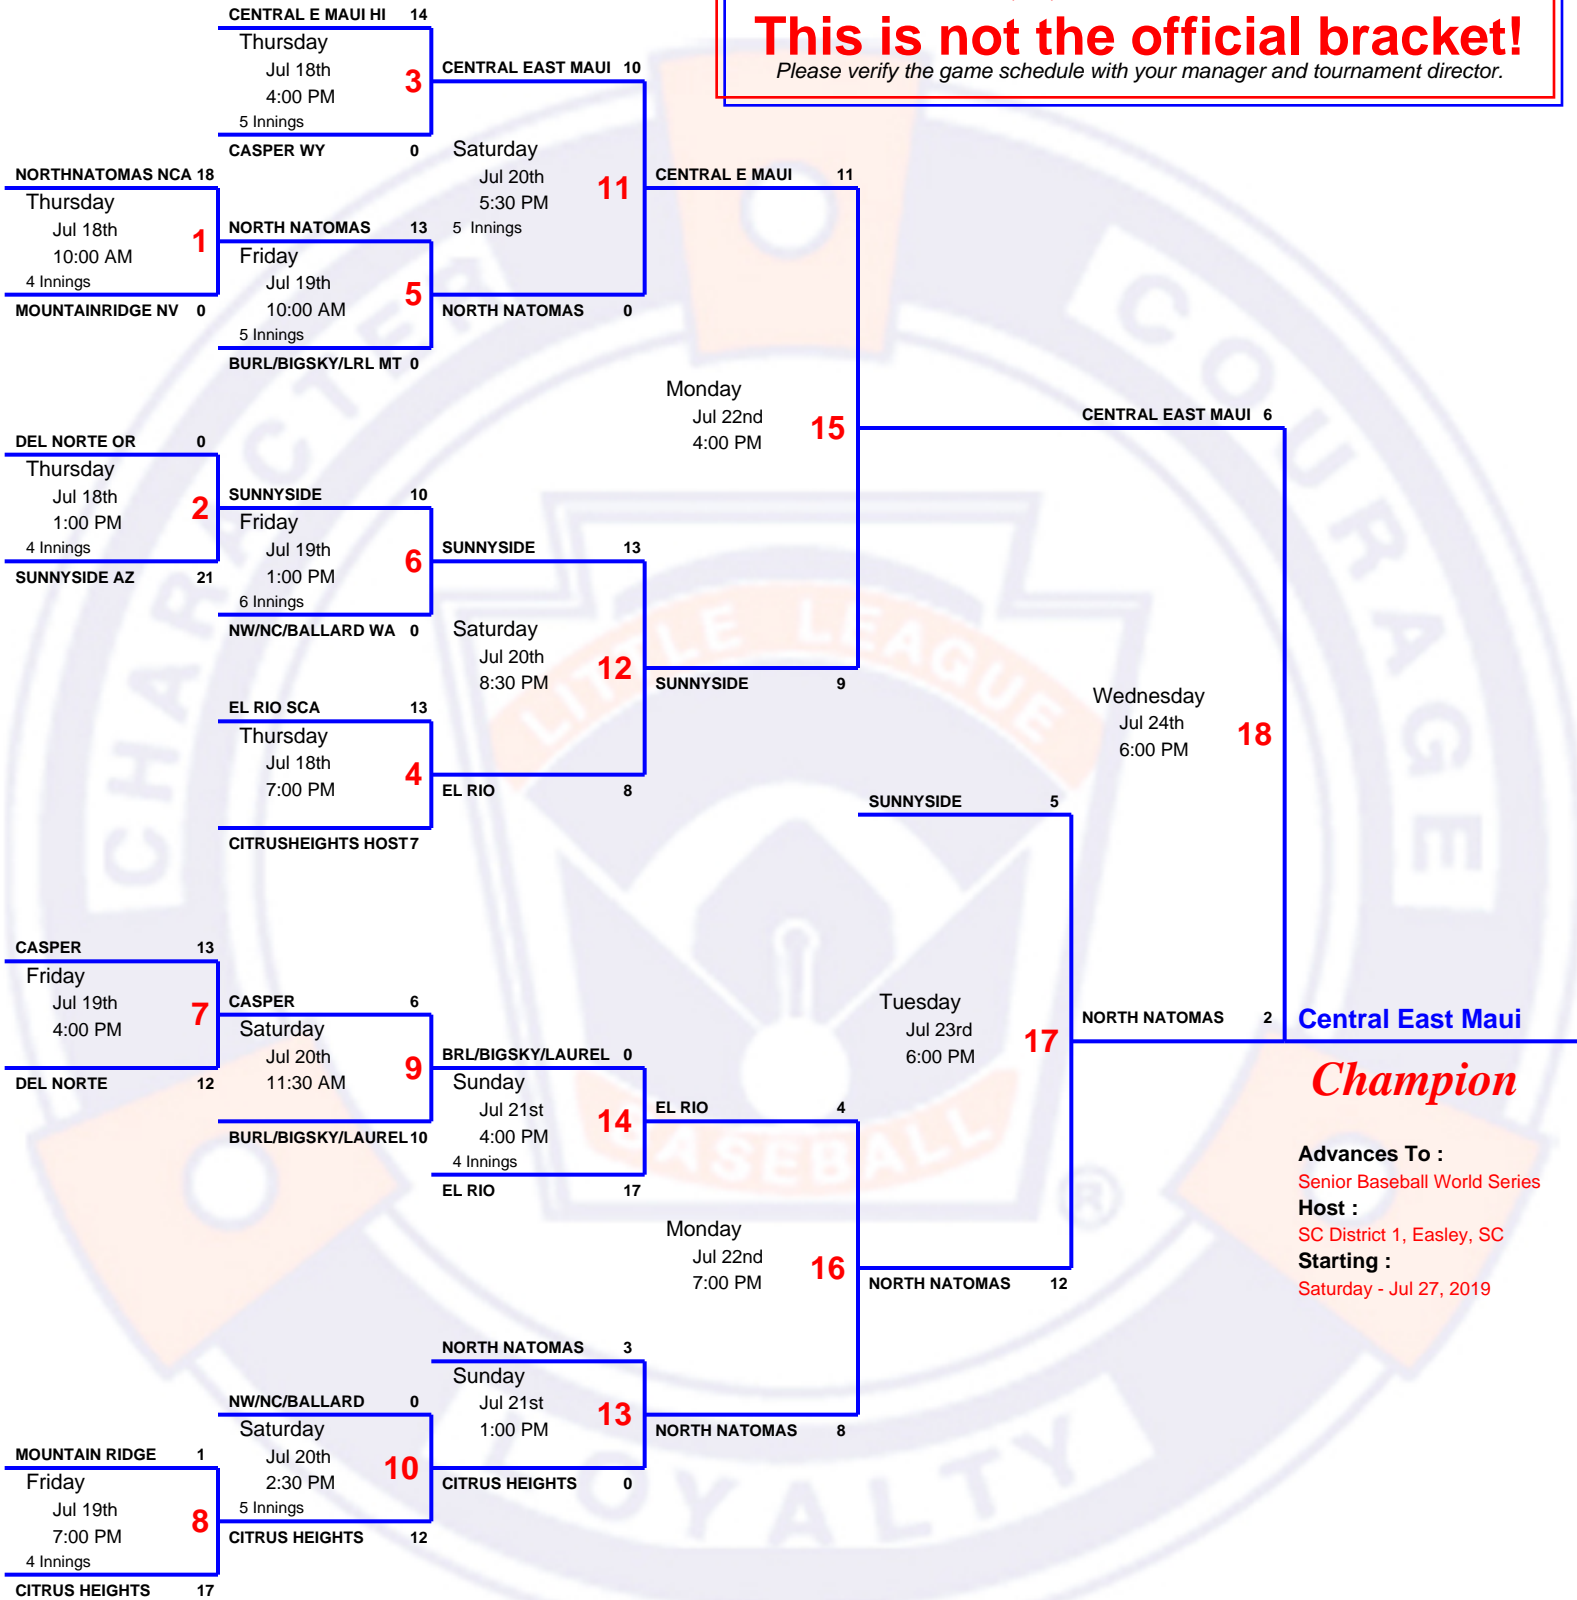 This is not the official bracket!
Please verify the game schedule with your manager and tournament director.
CENTRAL E MAUI HI 14
Thursday
Jul 18th
4:00 PM
3
5 Innings
CASPER WY 0
NORTHNATOMAS NCA 18
Thursday
Jul 18th
10:00 AM
1
4 Innings
MOUNTAINRIDGE NV 0
NORTH NATOMAS 13
Friday
Jul 19th
10:00 AM
5
5 Innings
BURL/BIGSKY/LRL MT 0
CENTRAL EAST MAUI 10
Saturday
Jul 20th
5:30 PM
11
5 Innings
NORTH NATOMAS 0
DEL NORTE OR 0
Thursday
Jul 18th
1:00 PM
2
4 Innings
SUNNYSIDE AZ 21
SUNNYSIDE 10
Friday
Jul 19th
1:00 PM
6
6 Innings
NW/NC/BALLARD WA 0
EL RIO SCA 13
Thursday
Jul 18th
7:00 PM
4
CITRUSHEIGHTS HOST 7
SUNNYSIDE 13
Saturday
Jul 20th
8:30 PM
12
EL RIO 8
CENTRAL E MAUI 11
Monday
Jul 22nd
4:00 PM
15
SUNNYSIDE 9
CENTRAL EAST MAUI 6
Wednesday
Jul 24th
6:00 PM
18
NORTH NATOMAS 2
CASPER 13
Friday
Jul 19th
4:00 PM
7
DEL NORTE 12
CASPER 6
Saturday
Jul 20th
11:30 AM
9
BURL/BIGSKY/LAUREL 10
BRL/BIGSKY/LAUREL 0
Sunday
Jul 21st
4:00 PM
14
4 Innings
EL RIO 17
MOUNTAIN RIDGE 1
Friday
Jul 19th
7:00 PM
8
4 Innings
CITRUS HEIGHTS 17
NW/NC/BALLARD 0
Saturday
Jul 20th
2:30 PM
10
5 Innings
CITRUS HEIGHTS 12
NORTH NATOMAS 3
Sunday
Jul 21st
1:00 PM
13
CITRUS HEIGHTS 0
EL RIO 4
Monday
Jul 22nd
7:00 PM
16
NORTH NATOMAS 8
SUNNYSIDE 5
Tuesday
Jul 23rd
6:00 PM
17
NORTH NATOMAS 12
Central East Maui
Champion
Advances To :
Senior Baseball World Series
Host :
SC District 1, Easley, SC
Starting :
Saturday - Jul 27, 2019
CHARACTER
COURAGE
LOYALTY
LITTLE LEAGUE
BASEBALL
®